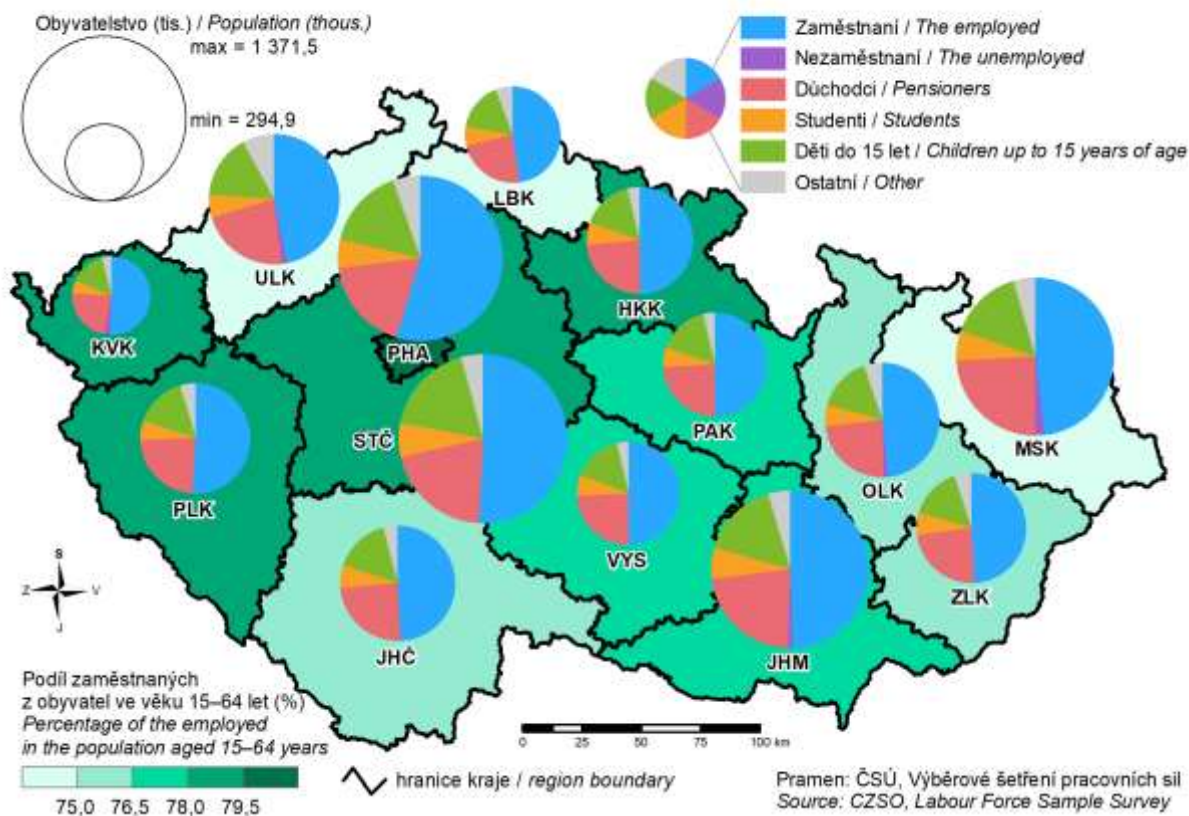 Obyvatelstvo (tis.) / Population (thous.)
max = 1 371,5
min = 294,9
Zaměstnaní / The employed
Nezaměstnaní / The unemployed
Důchodci / Pensioners
Studenti / Students
Děti do 15 let / Children up to 15 years of age
Ostatní / Other
LBK
ULK
HKK
KVK
PHA
PAK
STČ
MSK
OLK
PLK
VYS
ZLK
JHČ
JHM
S
Z V
J
Podíl zaměstnaných
z obyvatel ve věku 15–64 let (%)
Percentage of the employed
in the population aged 15–64 years
75,0 76,5 78,0 79,5
0 25 50 75 100 km
hranice kraje / region boundary
Pramen: ČSÚ, Výběrové šetření pracovních sil
Source: CZSO, Labour Force Sample Survey